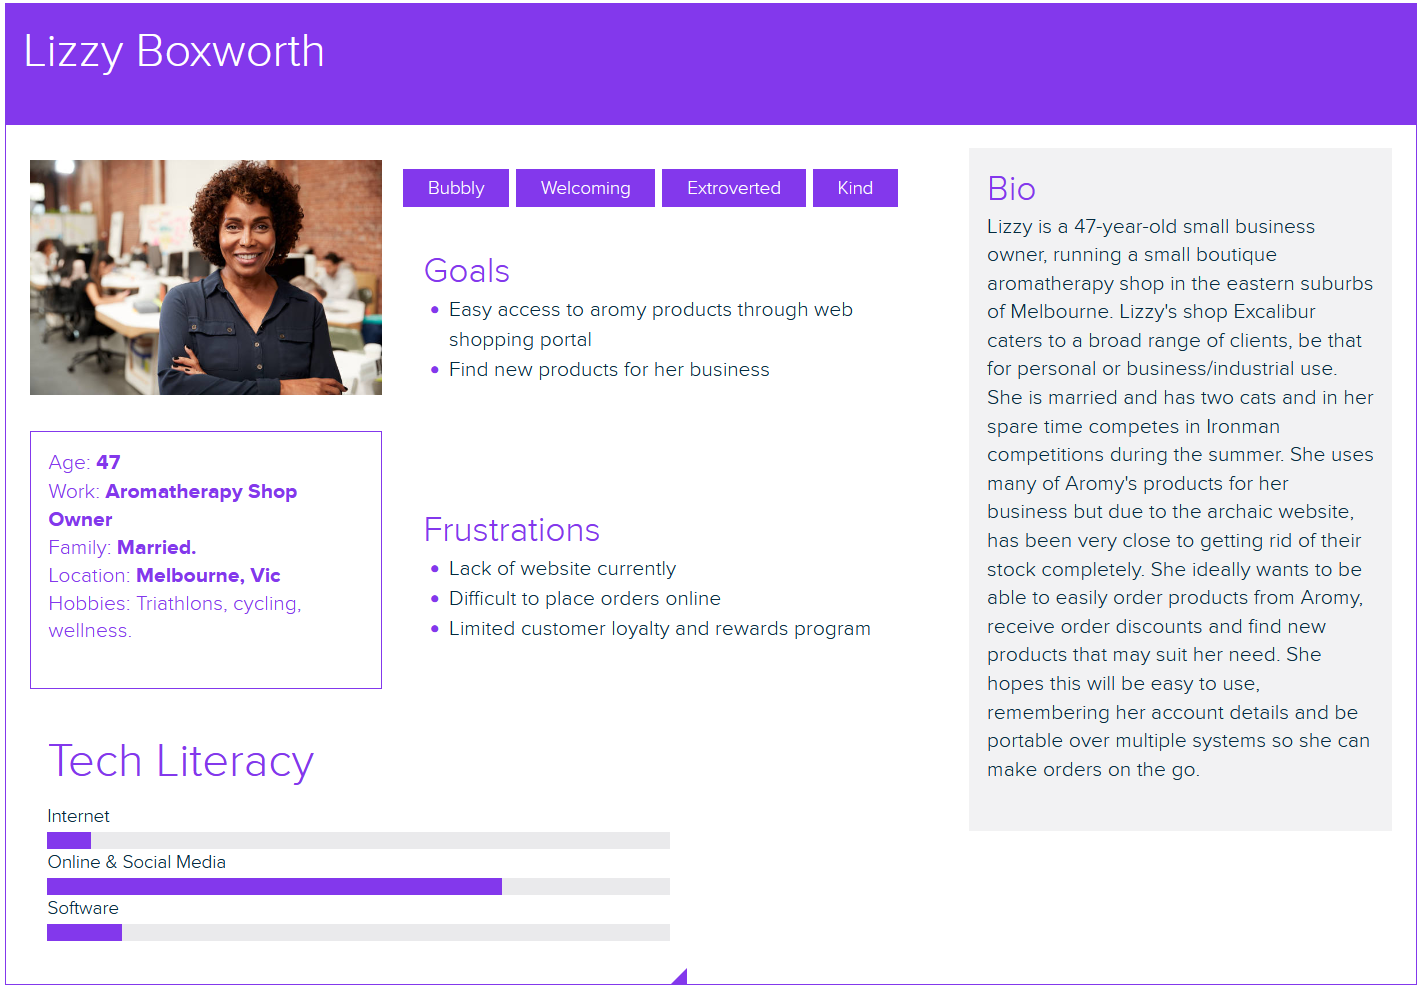 Lizzy Boxworth
Bubbly
Welcoming
Extroverted
Kind
Goals
Easy access to aromy products through web
shopping portal
Find new products for her business
Age: 47
Work: Aromatherapy Shop
Owner
Family: Married.
Location: Melbourne, Vic
Hobbies: Triathlons, cycling,
wellness.
Frustrations
Lack of website currently
Difficult to place orders online
Limited customer loyalty and rewards program
Tech Literacy
Internet
Online & Social Media
Software
Bio
Lizzy is a 47-year-old small business
owner, running a small boutique
aromatherapy shop in the eastern suburbs
of Melbourne. Lizzy's shop Excalibur
caters to a broad range of clients, be that
for personal or business/industrial use.
She is married and has two cats and in her
spare time competes in Ironman
competitions during the summer. She uses
many of Aromy's products for her
business but due to the archaic website,
has been very close to getting rid of their
stock completely. She ideally wants to be
able to easily order products from Aromy,
receive order discounts and find new
products that may suit her need. She
hopes this will be easy to use,
remembering her account details and be
portable over multiple systems so she can
make orders on the go.